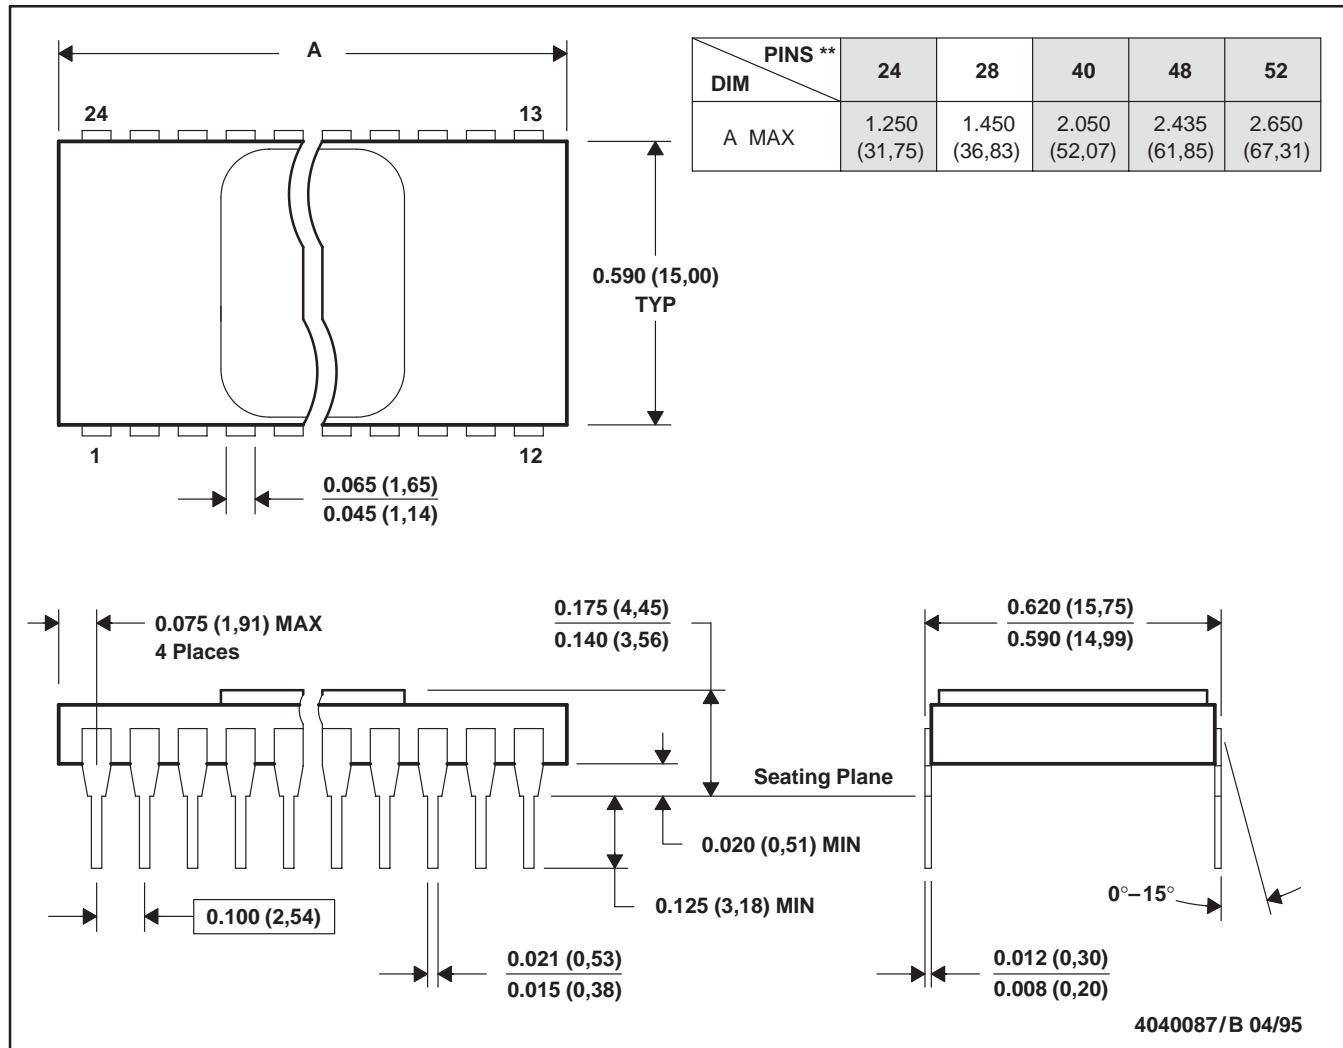 A
PINS **
DIM
24
28
40
48
52
A MAX
1.250
(31,75)
1.450
(36,83)
2.050
(52,07)
2.435
(61,85)
2.650
(67,31)
24
13
0.590 (15,00)
TYP
1
12
0.065 (1,65)
0.045 (1,14)
0.075 (1,91) MAX
4 Places
0.175 (4,45)
0.140 (3,56)
0.620 (15,75)
0.590 (14,99)
Seating Plane
0.020 (0,51) MIN
0.125 (3,18) MIN
0°–15°
0.100 (2,54)
0.021 (0,53)
0.015 (0,38)
0.012 (0,30)
0.008 (0,20)
4040087/B 04/95